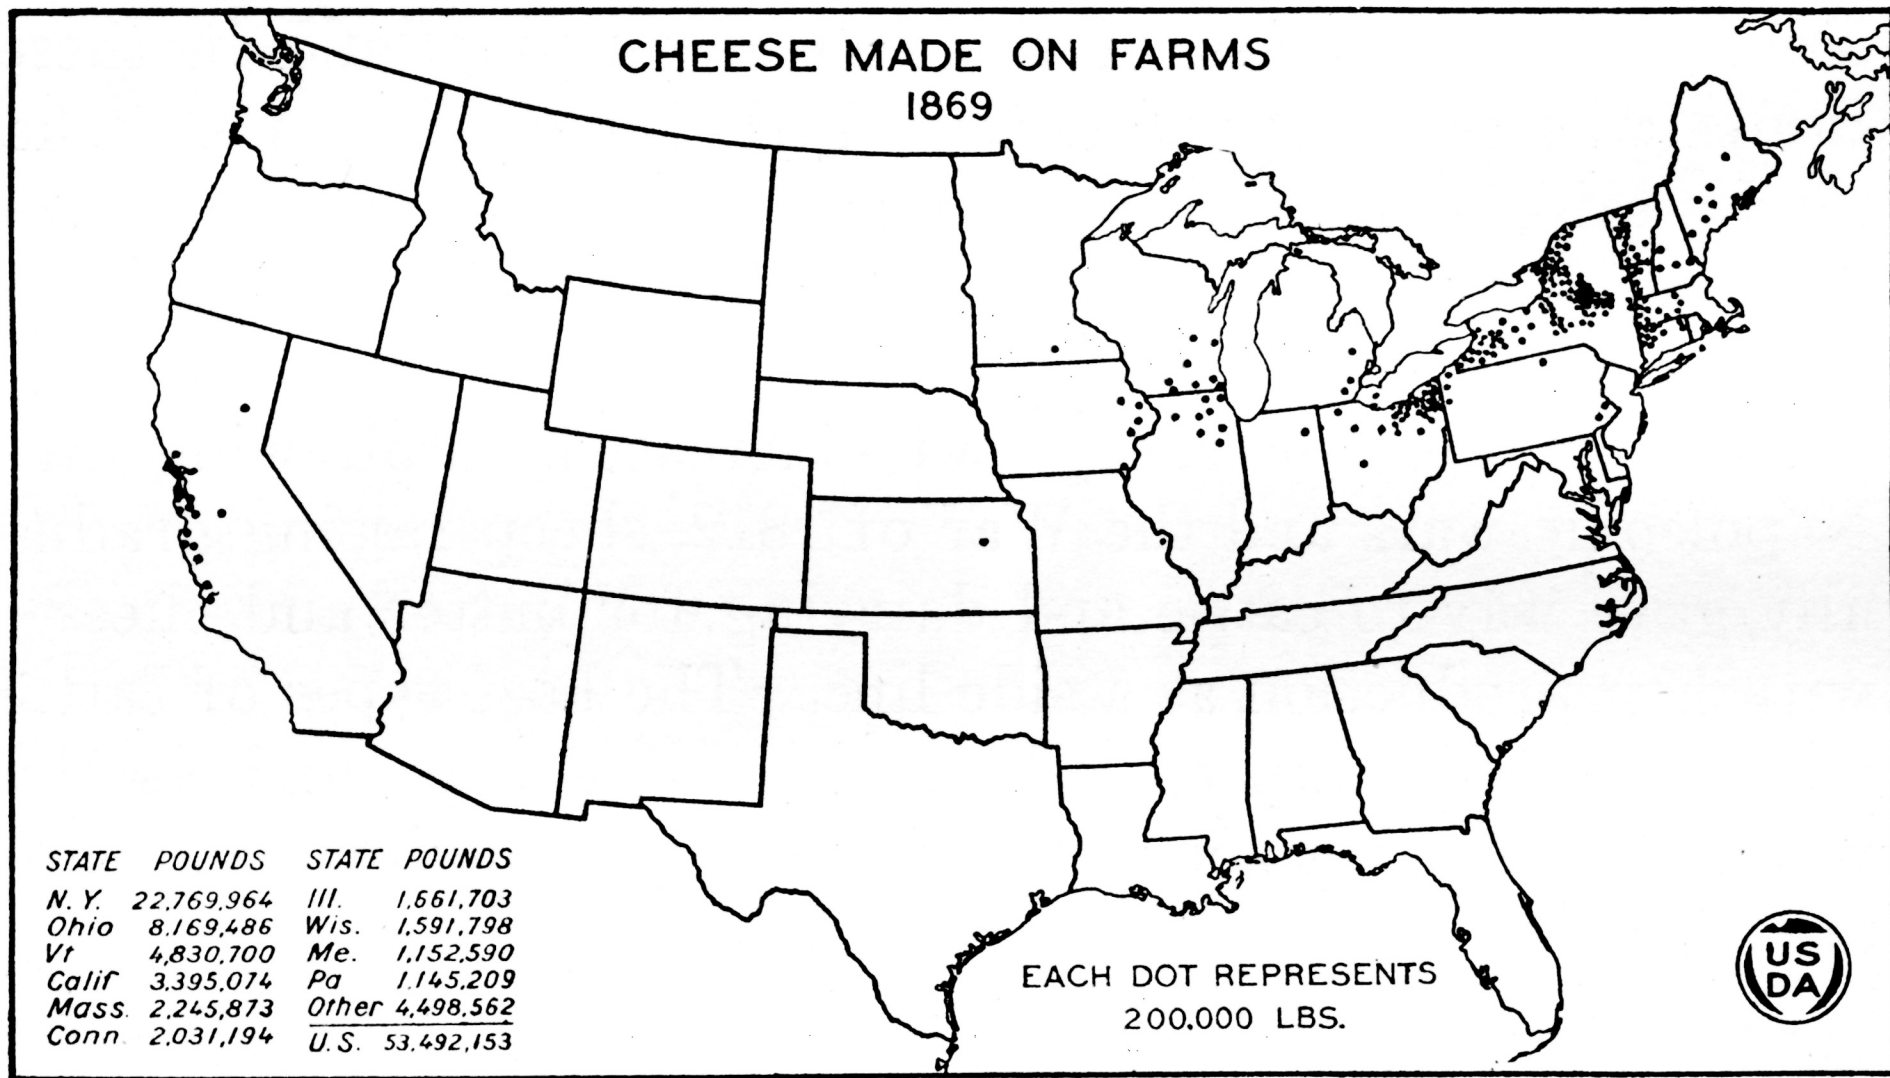 CHEESE MADE ON FARMS
1869
STATE POUNDS STATE POUNDS
N.Y. 22,769,964 Ill. 1,661,703
Ohio 8,169,486 Wis. 1,591,798
Vt 4,830,700 Me. 1,152,590
Calif 3,395,074 Pa 1,145,209
Mass. 2,245,873 Other 4,498,562
Conn. 2,031,194 U.S. 53,492,153
EACH DOT REPRESENTS
200,000 LBS.
US
DA